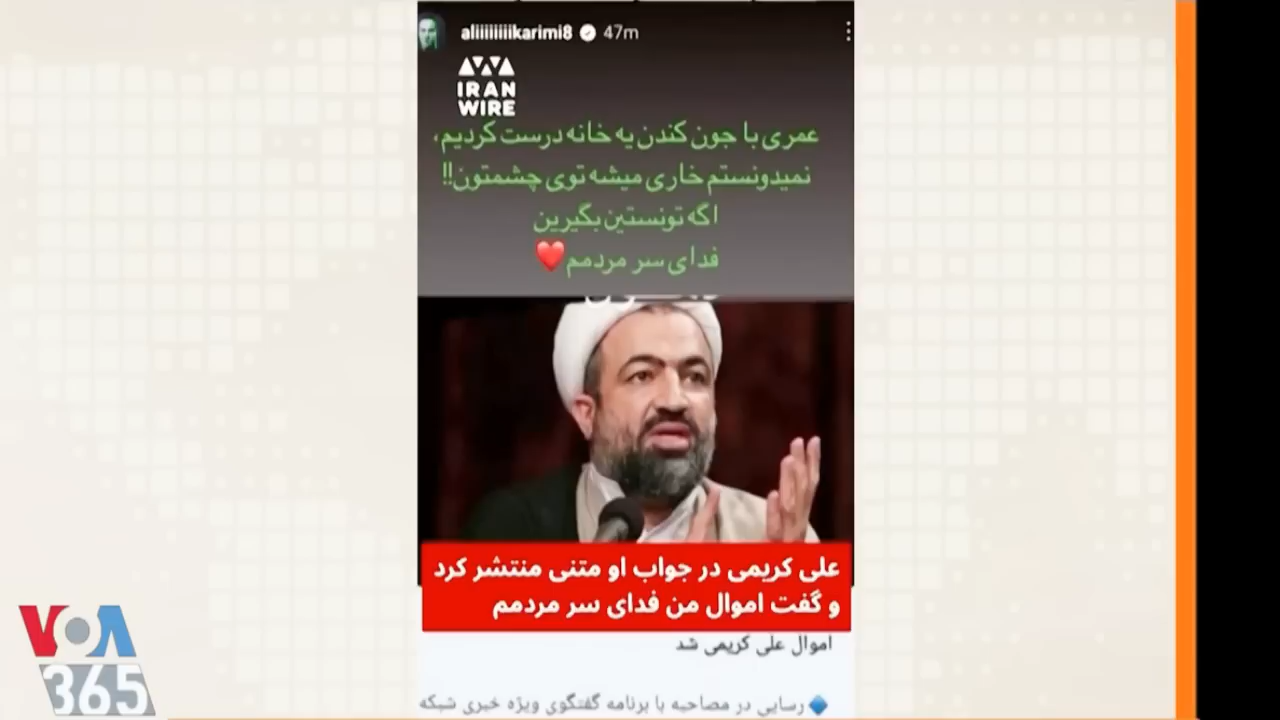 aliiiiiiiikarimi8 47m
IRAN
WIRE
عمری با جون کندن یه خانه درست کردیم،
نمیدونستم خاری میشه توی چشمتون!!
اگه تونستین بگیرین
فدای سر مردمم❤️
علی کریمی در جواب او متنی منتشر کرد
و گفت اموال من فدای سر مردمم
اموال علی کریمی شد
🔷رسایی در مصاحبه با برنامه گفتگوی ویژه خبری شبکه
VOA
365